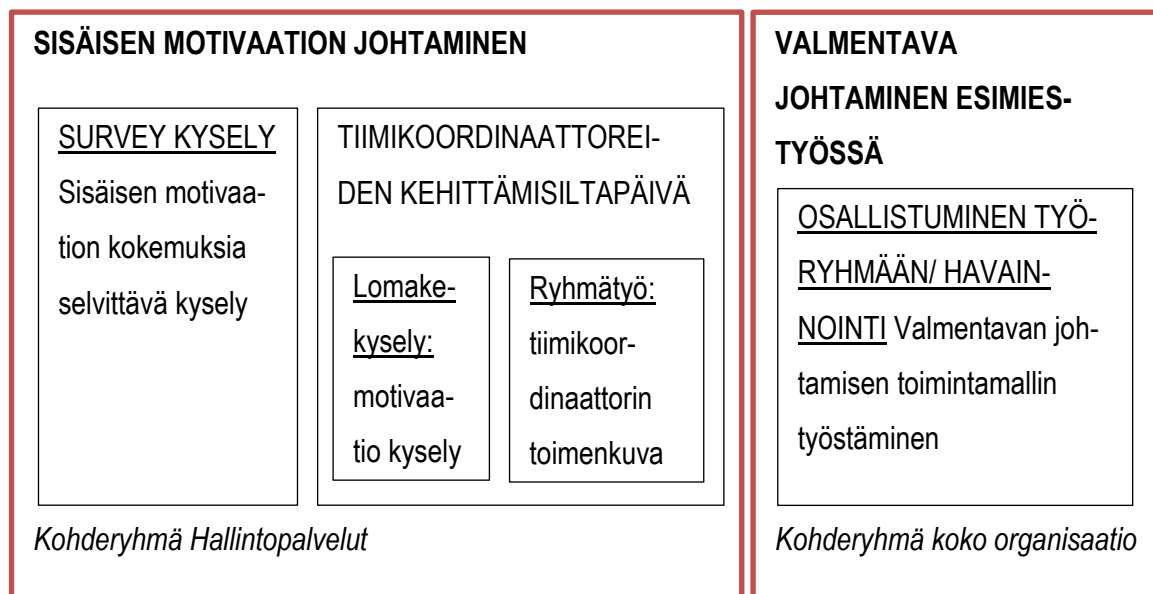 SISÄISEN MOTIVAATION JOHTAMINEN
SURVEY KYSELY
Sisäisen motivaa-
tion kokemuksia
selvittävä kysely
TIIMIKOORDINAATTOREI-
DEN KEHITTÄMISILTAPÄIVÄ
Lomake-
kysely:
motivaa-
tio kysely
Ryhmätyö:
tiimikoor-
dinaattorin
toimenkuva
Kohderyhmä Hallintopalvelut
VALMENTAVA
JOHTAMINEN ESIMIES-
TYÖSSÄ
OSALLISTUMINEN TYÖ-
RYHMÄÄN/ HAVAIN-
NOINTI Valmentavan joh-
tamisen toimintamallin
työstäminen
Kohderyhmä koko organisaatio